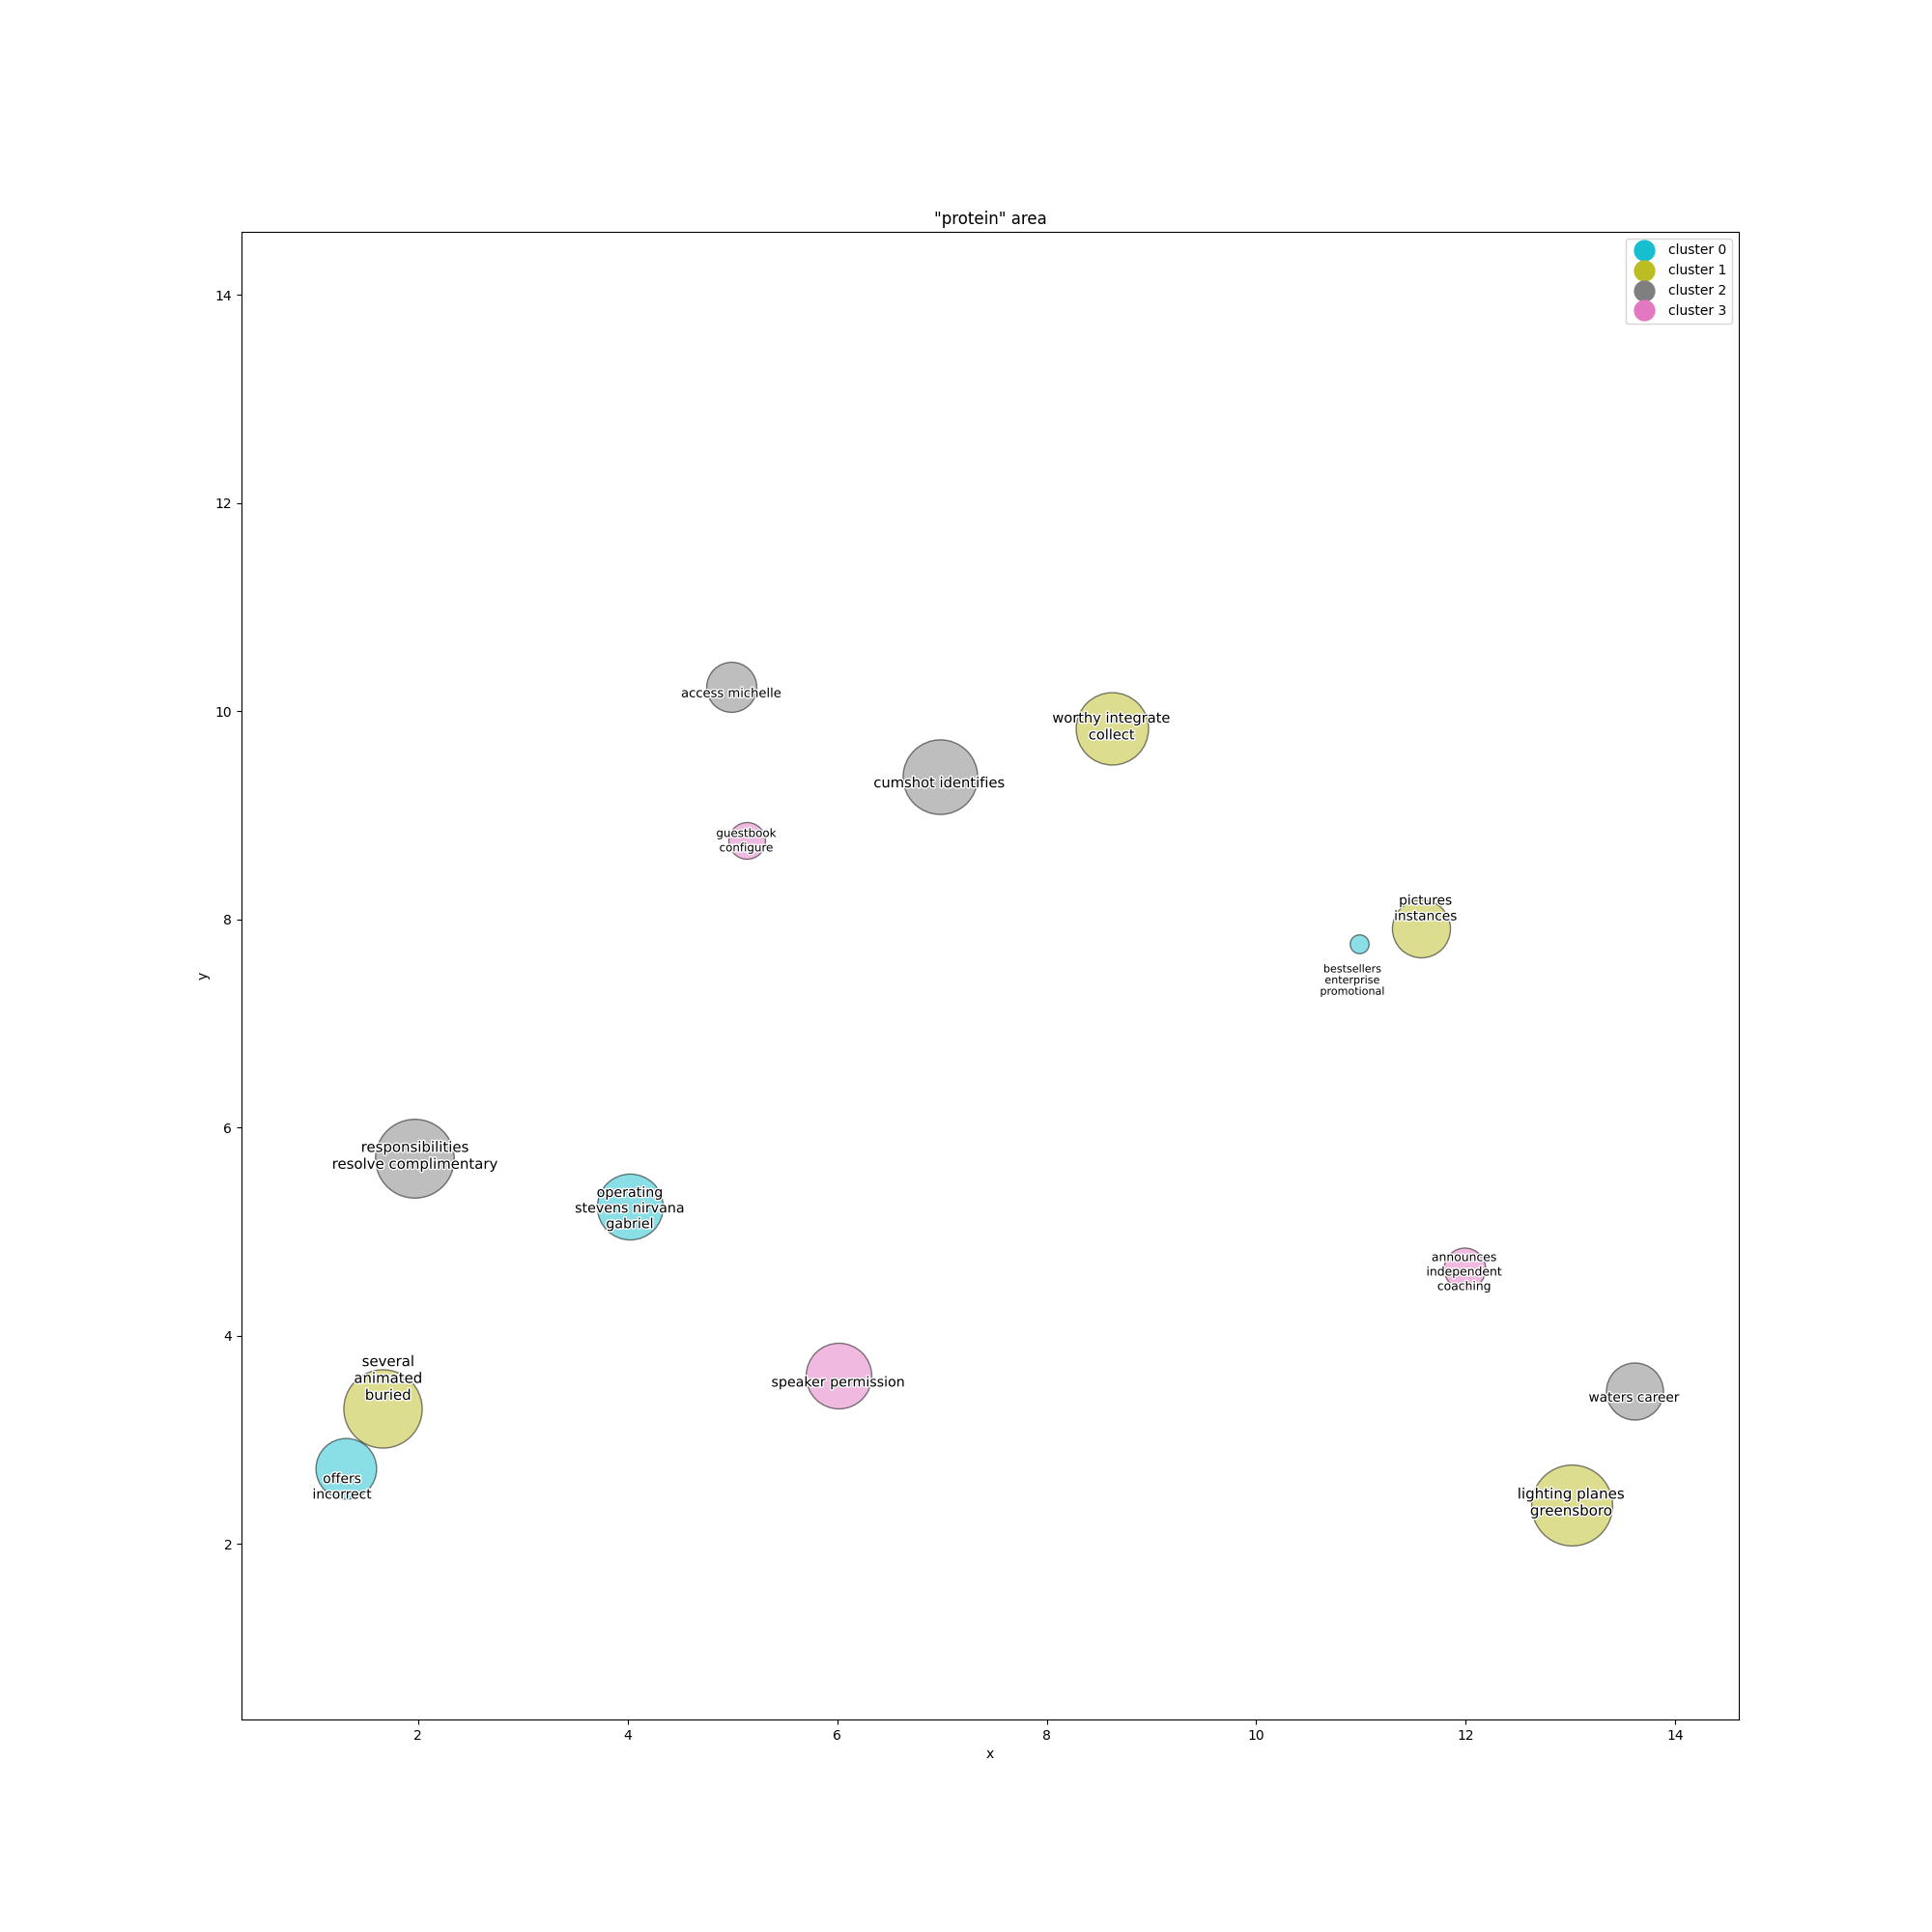 "protein" area
cluster 0
cluster 1
cluster 2
cluster 3
14
12
10
8
6
4
2
y
access michelle
worthy integrate
collect
cumshot identifies
guestbook
configure
pictures
instances
bestsellers
enterprise
promotional
responsibilities
resolve complimentary
operating
stevens nirvana
gabriel
announces
independent
coaching
several
animated
buried
speaker permission
waters career
offers
incorrect
lighting planes
greensboro
2
4
6
8
10
12
14
x